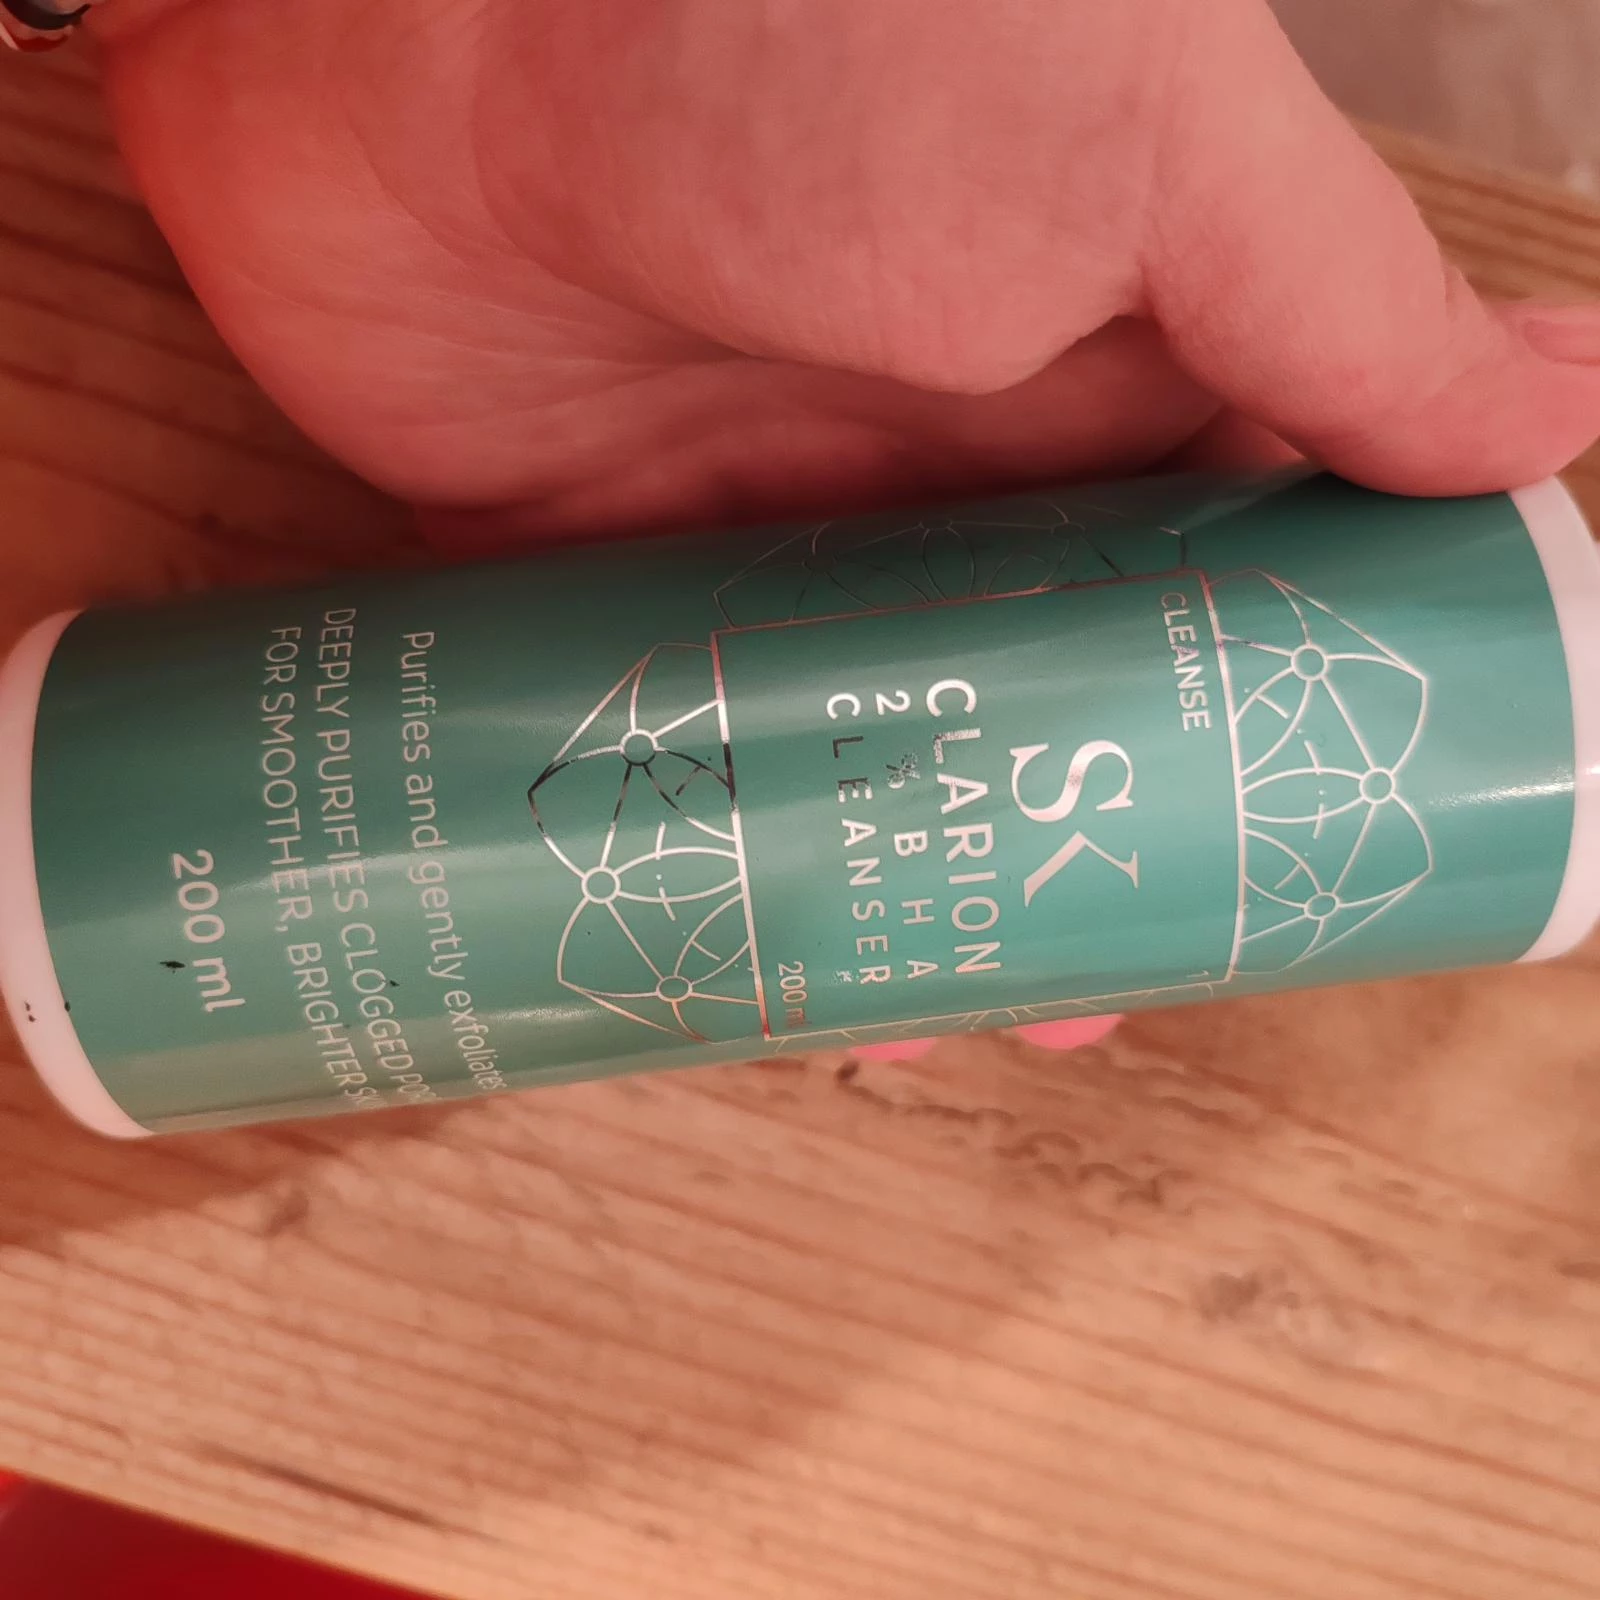 CLEANSE
SK
CLARION
2% BHA
CLEANSER
200 ml
Purifies and gently exfoliates
DEEPLY PURIFIES CLOGGED
FOR SMOOTHER, BRIGHTER
200 ml